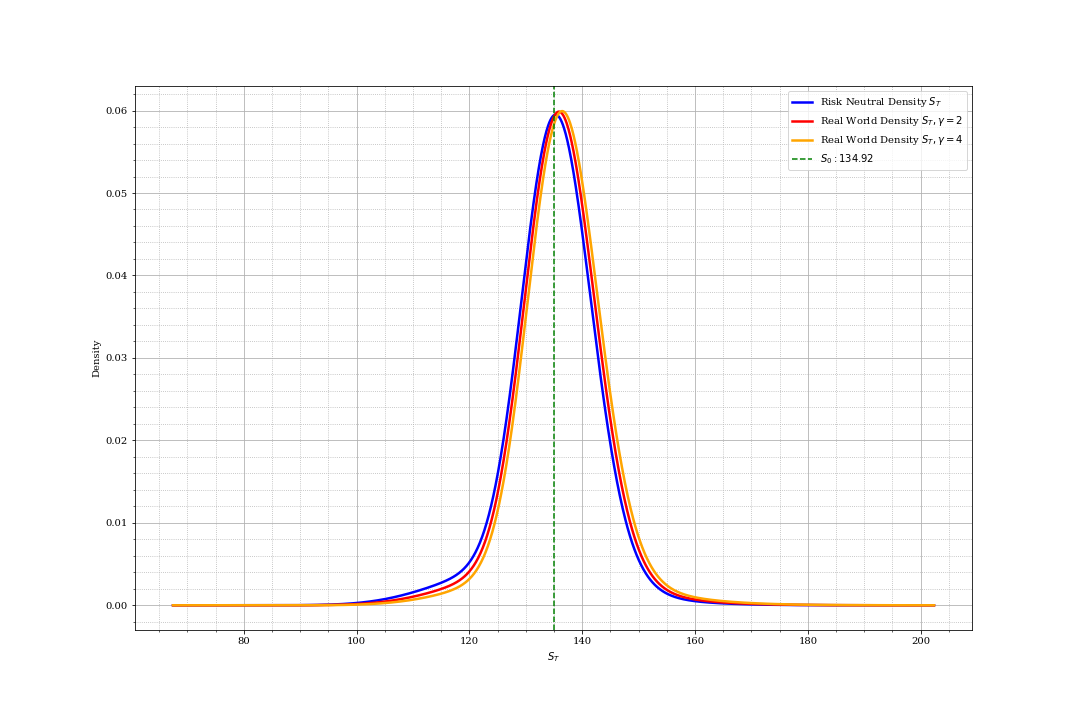 Risk Neutral Density S_T
Real World Density S_T, γ = 2
Real World Density S_T, γ = 4
S_0 : 134.92
0.06
0.05
0.04
0.03
0.02
0.01
0.00
Density
80
100
120
140
160
180
200
S_T